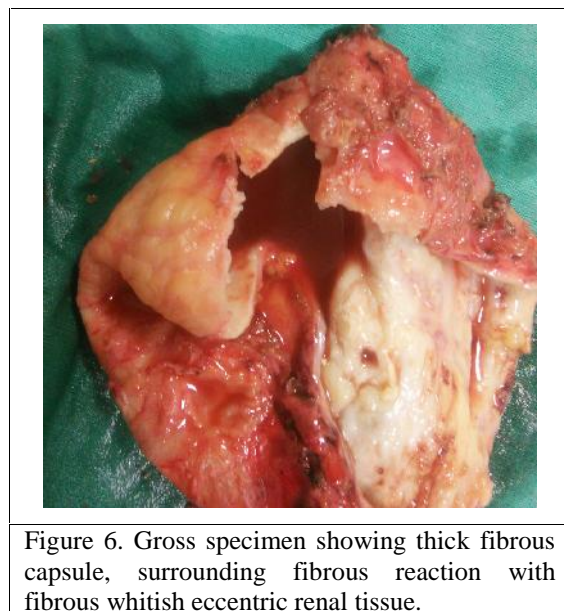 Figure 6. Gross specimen showing thick fibrous
capsule, surrounding fibrous reaction with
fibrous whitish eccentric renal tissue.